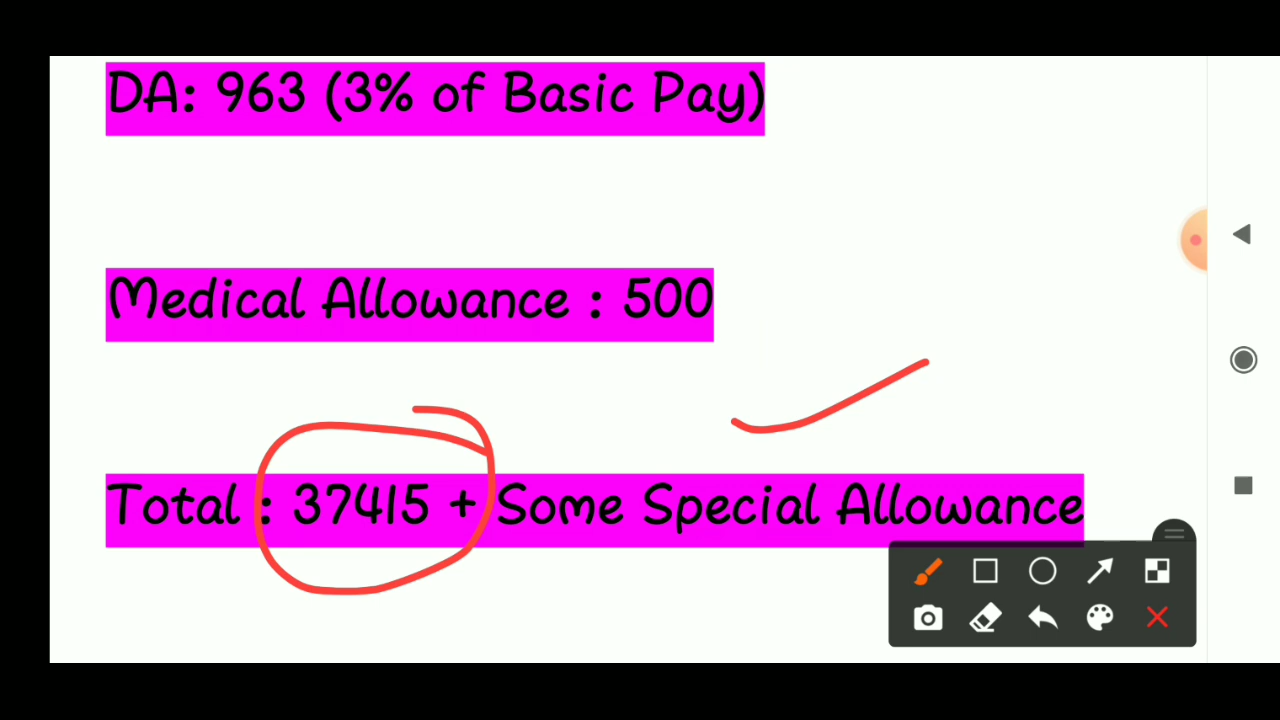 DA: 963 (3% of Basic Pay)
Medical Allowance : 500
Total : 37415 + Some Special Allowance